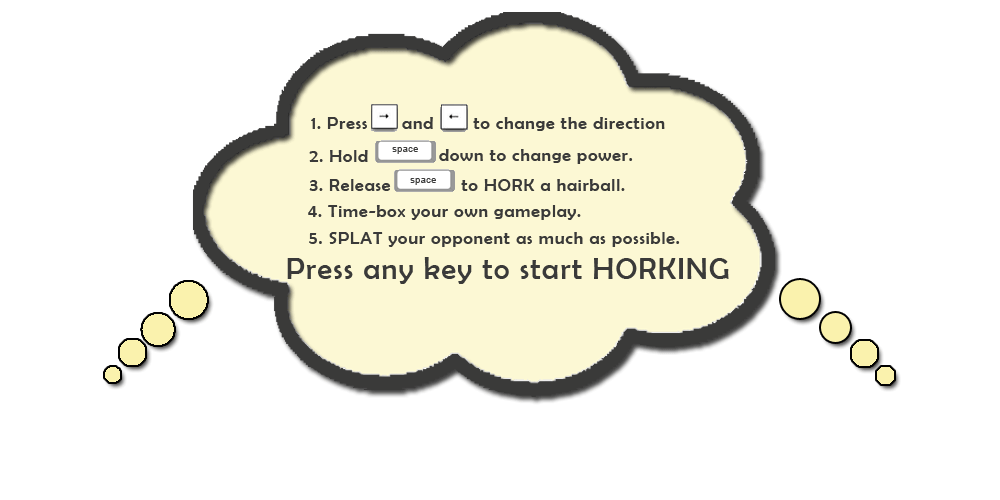 1. Press → and ← to change the direction
2. Hold space down to change power.
3. Release space to HORK a hairball.
4. Time-box your own gameplay.
5. SPLAT your opponent as much as possible.
Press any key to start HORKING